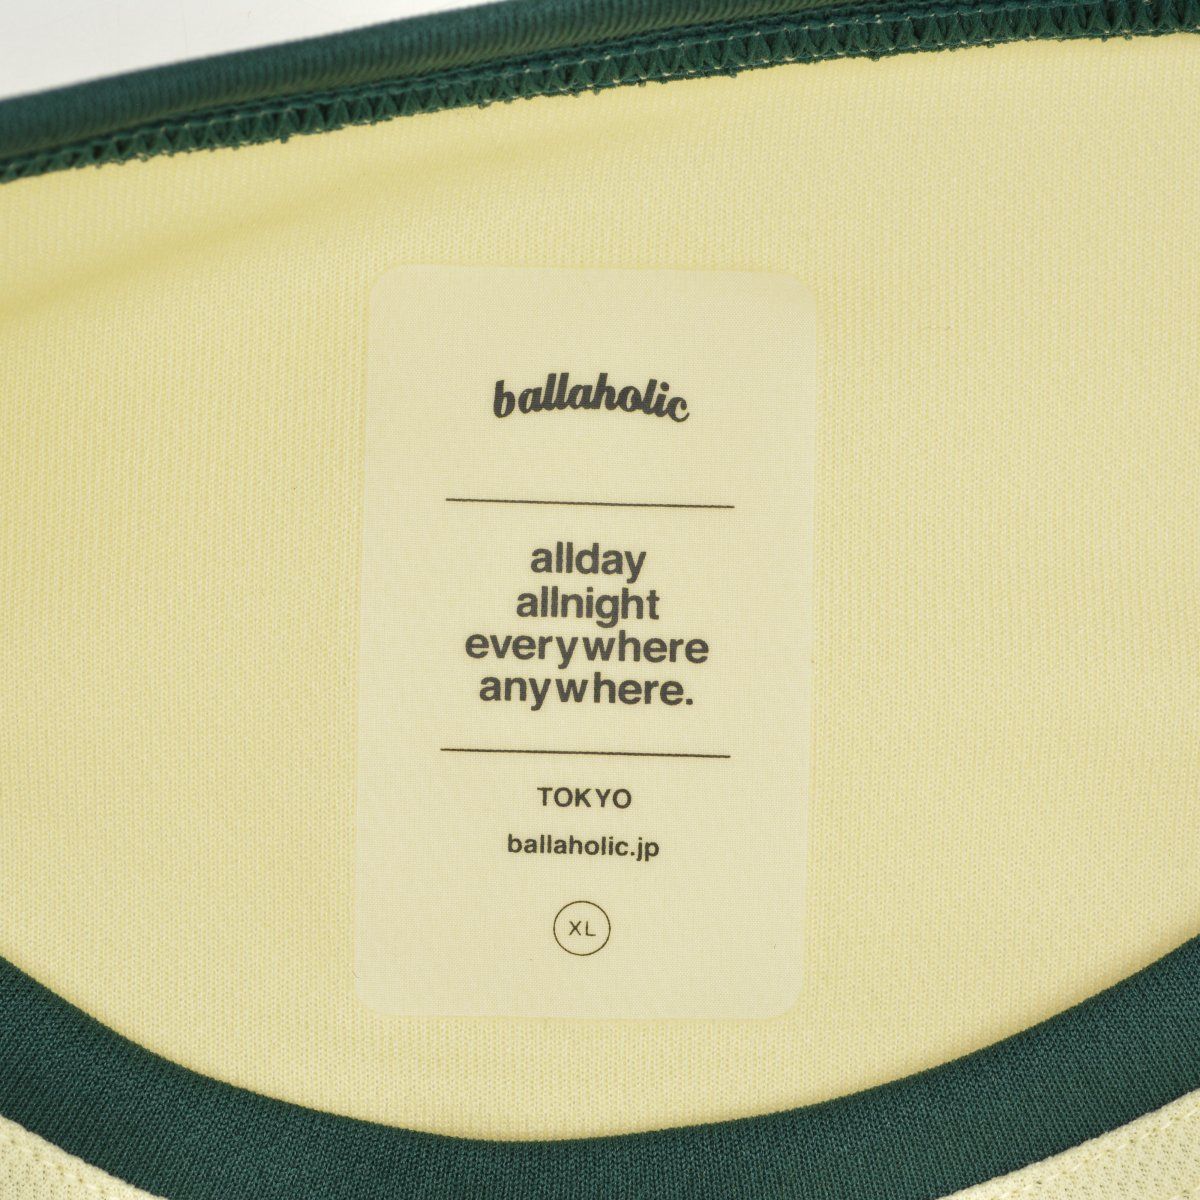 ballaholic
allday
allnight
everywhere
anywhere.
TOKYO
ballaholic.jp
XL